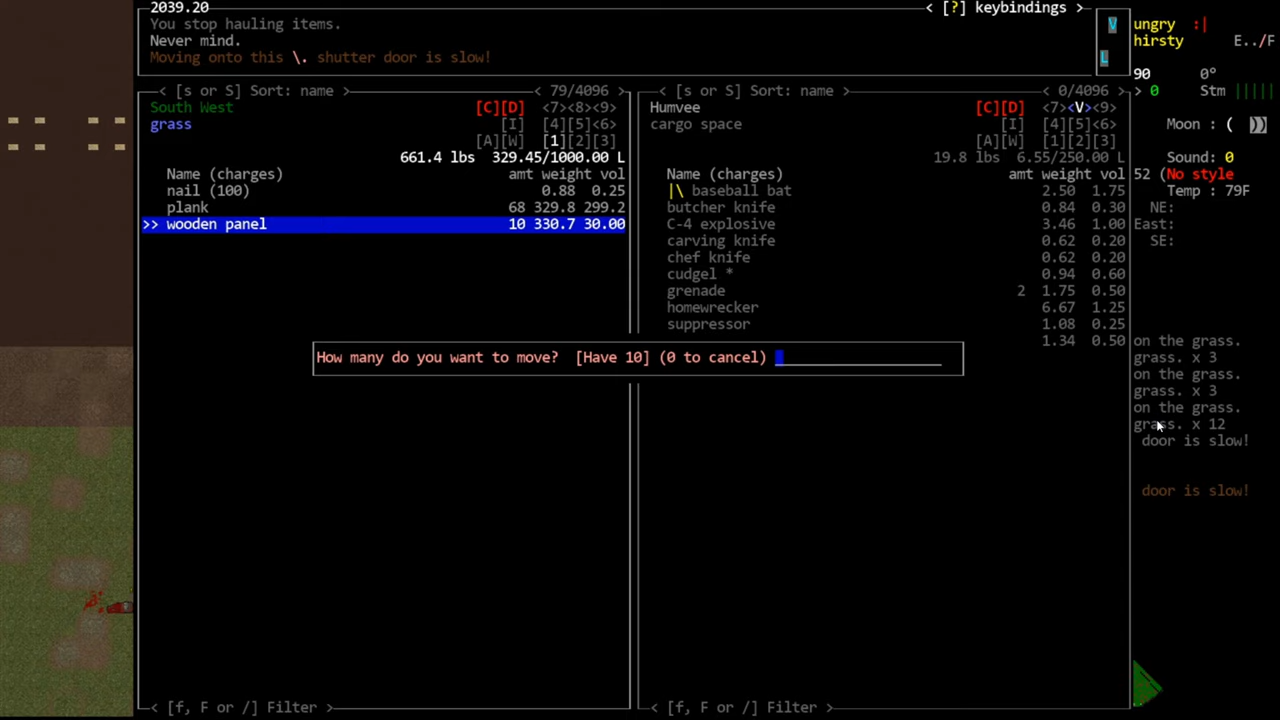 2039.20
< [?] keybindings >
You stop hauling items.
Never mind.
Moving onto this \. shutter door is slow!
V
L
ungry :|
hirsty E../F
90 0°
> 0 Stm |||||
Moon : ( ))
Sound: 0
52 (No style
Temp : 79F
NE:
East:
SE:
< [s or S] Sort: name > < 79/4096 >
South West [C][D] <7><8><9>
grass [I] [4][5]<6>
[A][W] [1][2][3]
661.4 lbs 329.45/1000.00 L
Name (charges) amt weight vol
nail (100) 0.88 0.25
plank 68 329.8 299.2
>> wooden panel 10 330.7 30.00
< [f, F or /] Filter >
< [s or S] Sort: name > < 0/4096 >
Humvee [C][D] <7><V><9>
cargo space [I] [4][5]<6>
[A][W] [1][2][3]
19.8 lbs 6.55/250.00 L
Name (charges) amt weight vol
|\ baseball bat 2.50 1.75
butcher knife 0.84 0.30
C-4 explosive 3.46 1.00
carving knife 0.62 0.20
chef knife 0.62 0.20
cudgel * 0.94 0.60
grenade 2 1.75 0.50
homewrecker 6.67 1.25
suppressor 1.08 0.25
1.34 0.50
< [f, F or /] Filter >
How many do you want to move? [Have 10] (0 to cancel)
on the grass.
grass. x 3
on the grass.
grass. x 3
on the grass.
grass. x 12
door is slow!
door is slow!